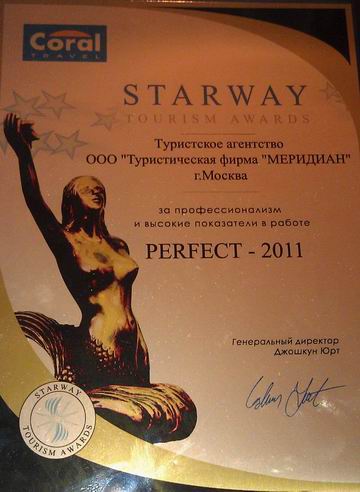 Coral
TRAVEL
STARWAY
TOURISM AWARDS
Туристское агентство
ООО "Туристическая фирма "МЕРИДИАН"
г.Москва
за профессионализм
и высокие показатели в работе
PERFECT - 2011
Генеральный директор
Джошкун Юрт
STARWAY
TOURISM AWARDS